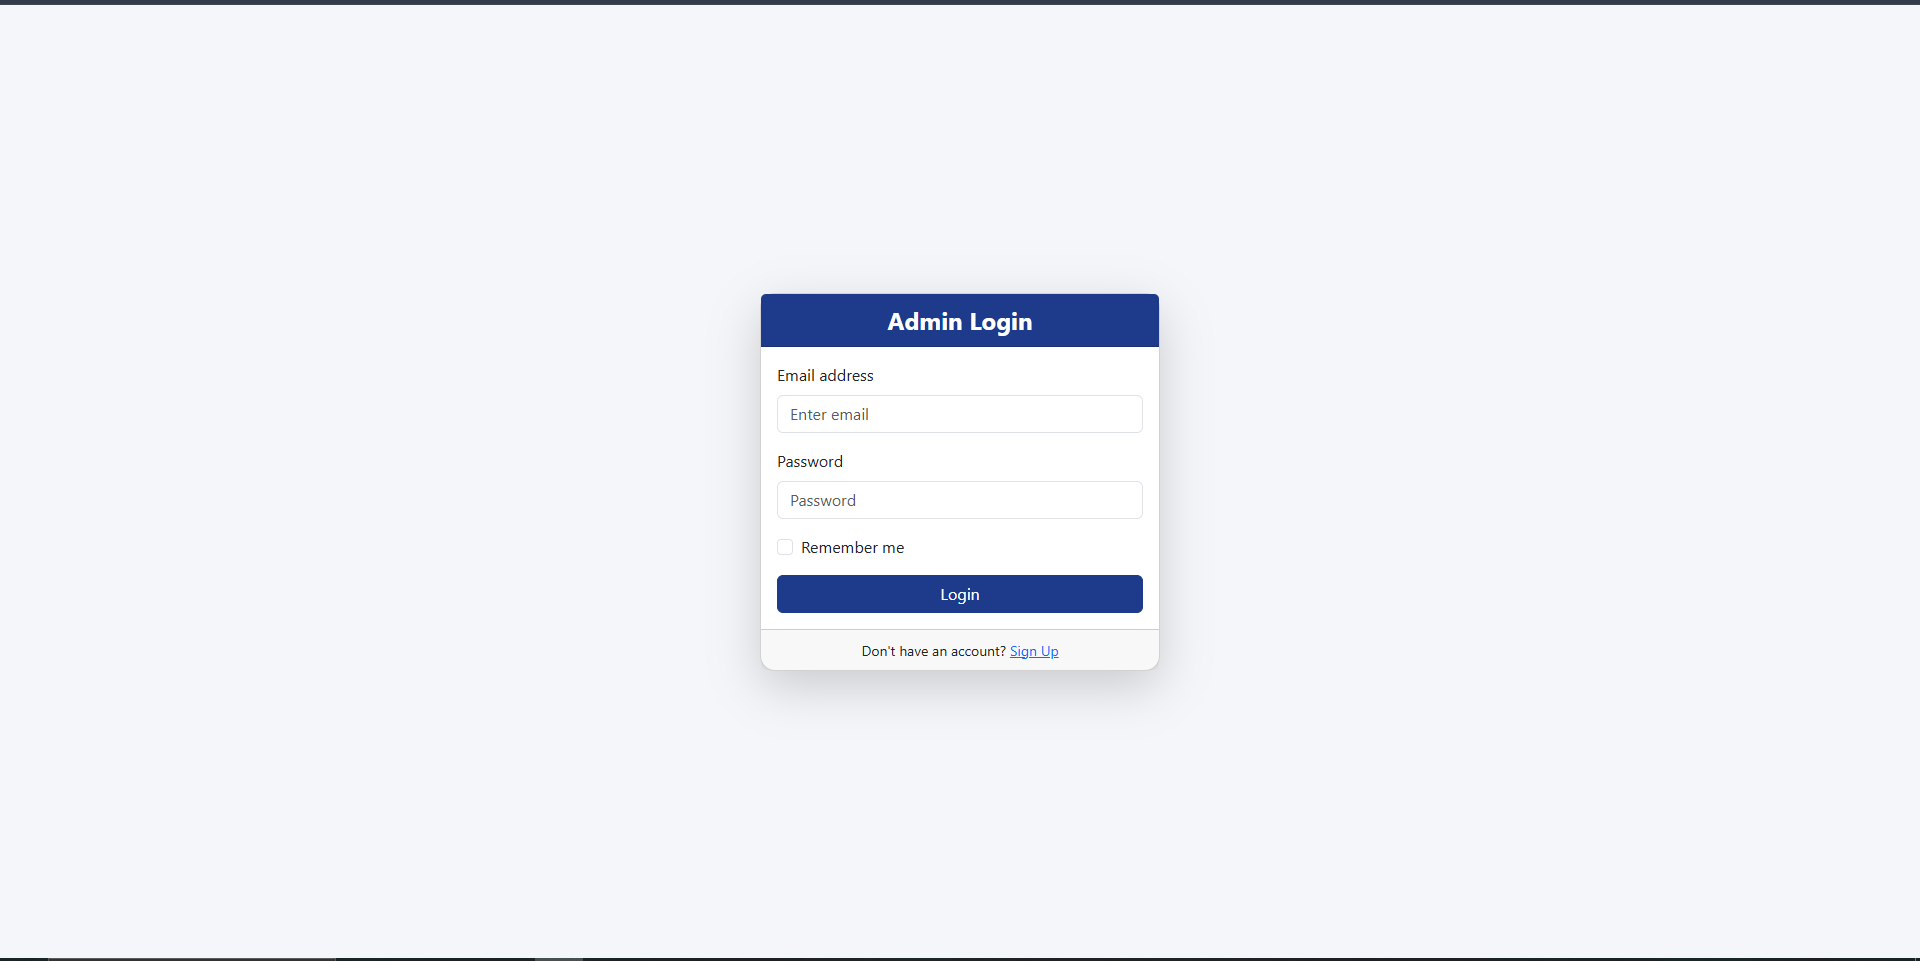 Admin Login
Email address
Enter email
Password
Password
Remember me
Login
Don't have an account? Sign Up